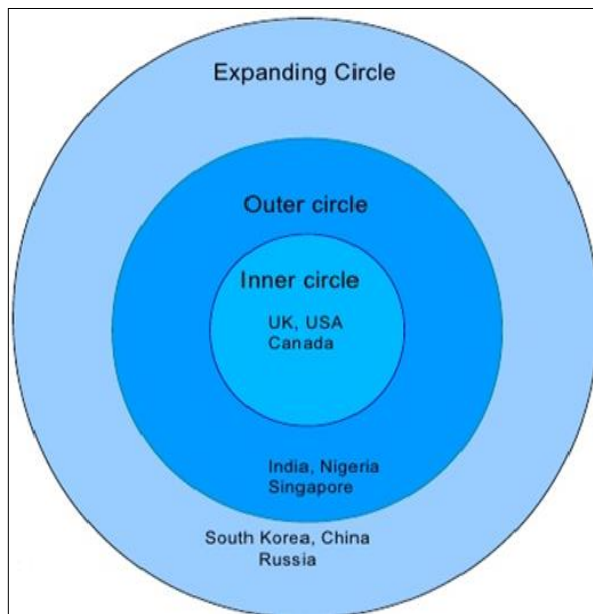 Expanding Circle
Outer circle
Inner circle
UK, USA
Canada
India, Nigeria
Singapore
South Korea, China
Russia